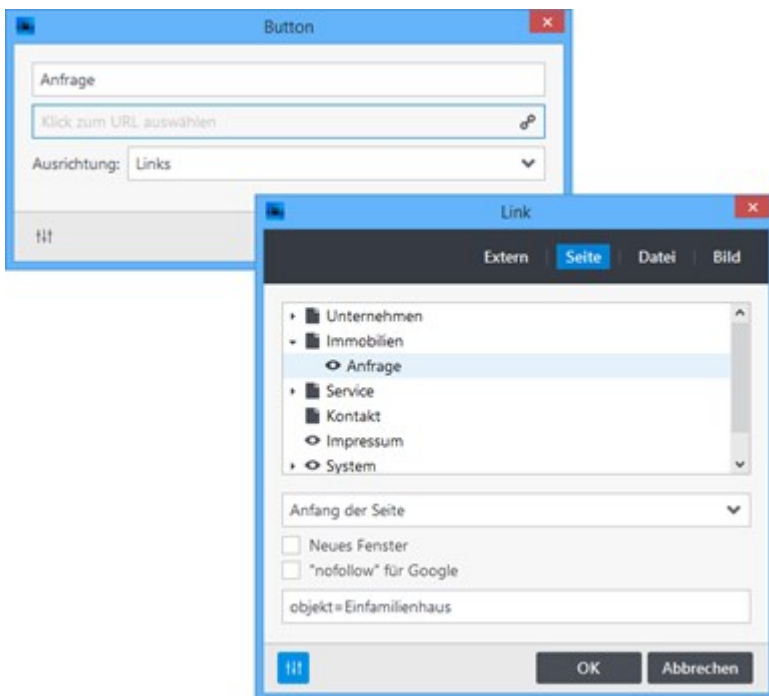 Button
Anfrage
Klick zum URL auswählen
Ausrichtung: Links
Link
Extern Seite Datei Bild
Unternehmen
Immobilien
Anfrage
Service
Kontakt
Impressum
System
Anfang der Seite
Neues Fenster
"nofollow" für Google
objekt=Einfamilienhaus
OK Abbrechen